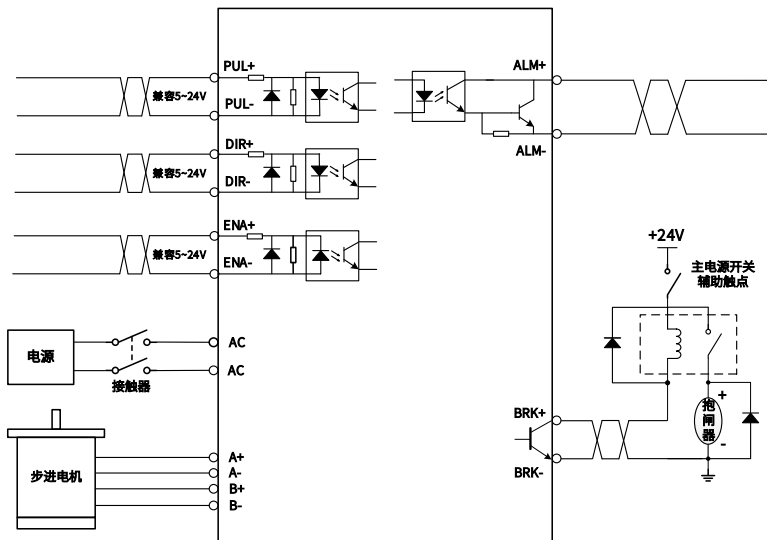 PUL+
兼容5~24V
PUL-
DIR+
兼容5~24V
DIR-
ENA+
兼容5~24V
ENA-
ALM+
ALM-
+24V
主电源开关
辅助触点
电源
接触器
AC
AC
BRK+
BRK-
+
抱
闸
器
-
步进电机
A+
A-
B+
B-